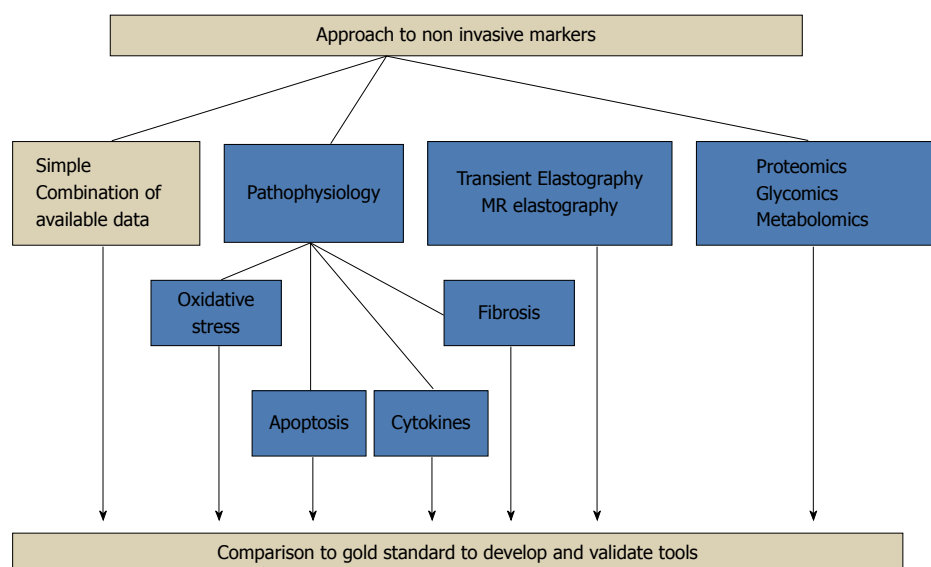 Approach to non invasive markers
Simple
Combination of
available data
Pathophysiology
Transient Elastography
MR elastography
Proteomics
Glycomics
Metabolomics
Oxidative
stress
Fibrosis
Apoptosis
Cytokines
Comparison to gold standard to develop and validate tools